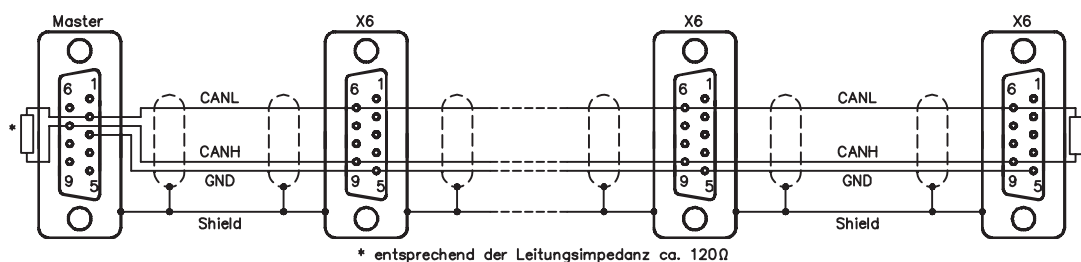 Master X6 X6 X6
6 1 6 1 6 1 6 1
CANL CANL
*
CANH CANH
9 5 GND 9 5 9 5 GND 9 5
Shield Shield
* entsprechend der Leitungsimpedanz ca. 120Ω